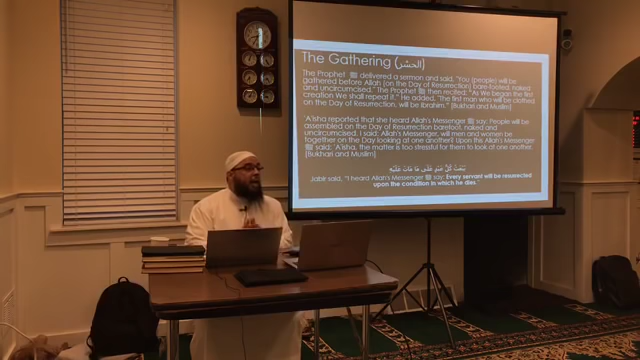 The Gathering (الحشر)
The Prophet ﷺ delivered a sermon and said, "You (people) will be
gathered before Allah (on the Day of Resurrection) bare-footed, naked
and uncircumcised." The Prophet ﷺ then recited: "As We began the first
creation We shall repeat it." He added, "The first man who will be clothed
on the Day of Resurrection, will be Ibrahim." [Bukhari and Muslim]
'A'isha reported that she heard Allah's Messenger ﷺ say: People will be
assembled on the Day of Resurrection barefoot, naked and
uncircumcised. I said: Allah's Messenger, will men and women be
together on the Day looking at one another? Upon this Allah's Messenger
ﷺ said: 'A'isha, the matter is too stressful for them to look at one another.
[Bukhari and Muslim]
يُبْعَثُ كُلُّ عَبْدٍ عَلَى مَا مَاتَ عَلَيْهِ
Jabir said, "I heard Allah's Messenger ﷺ say: Every servant will be resurrected
upon the condition in which he dies."